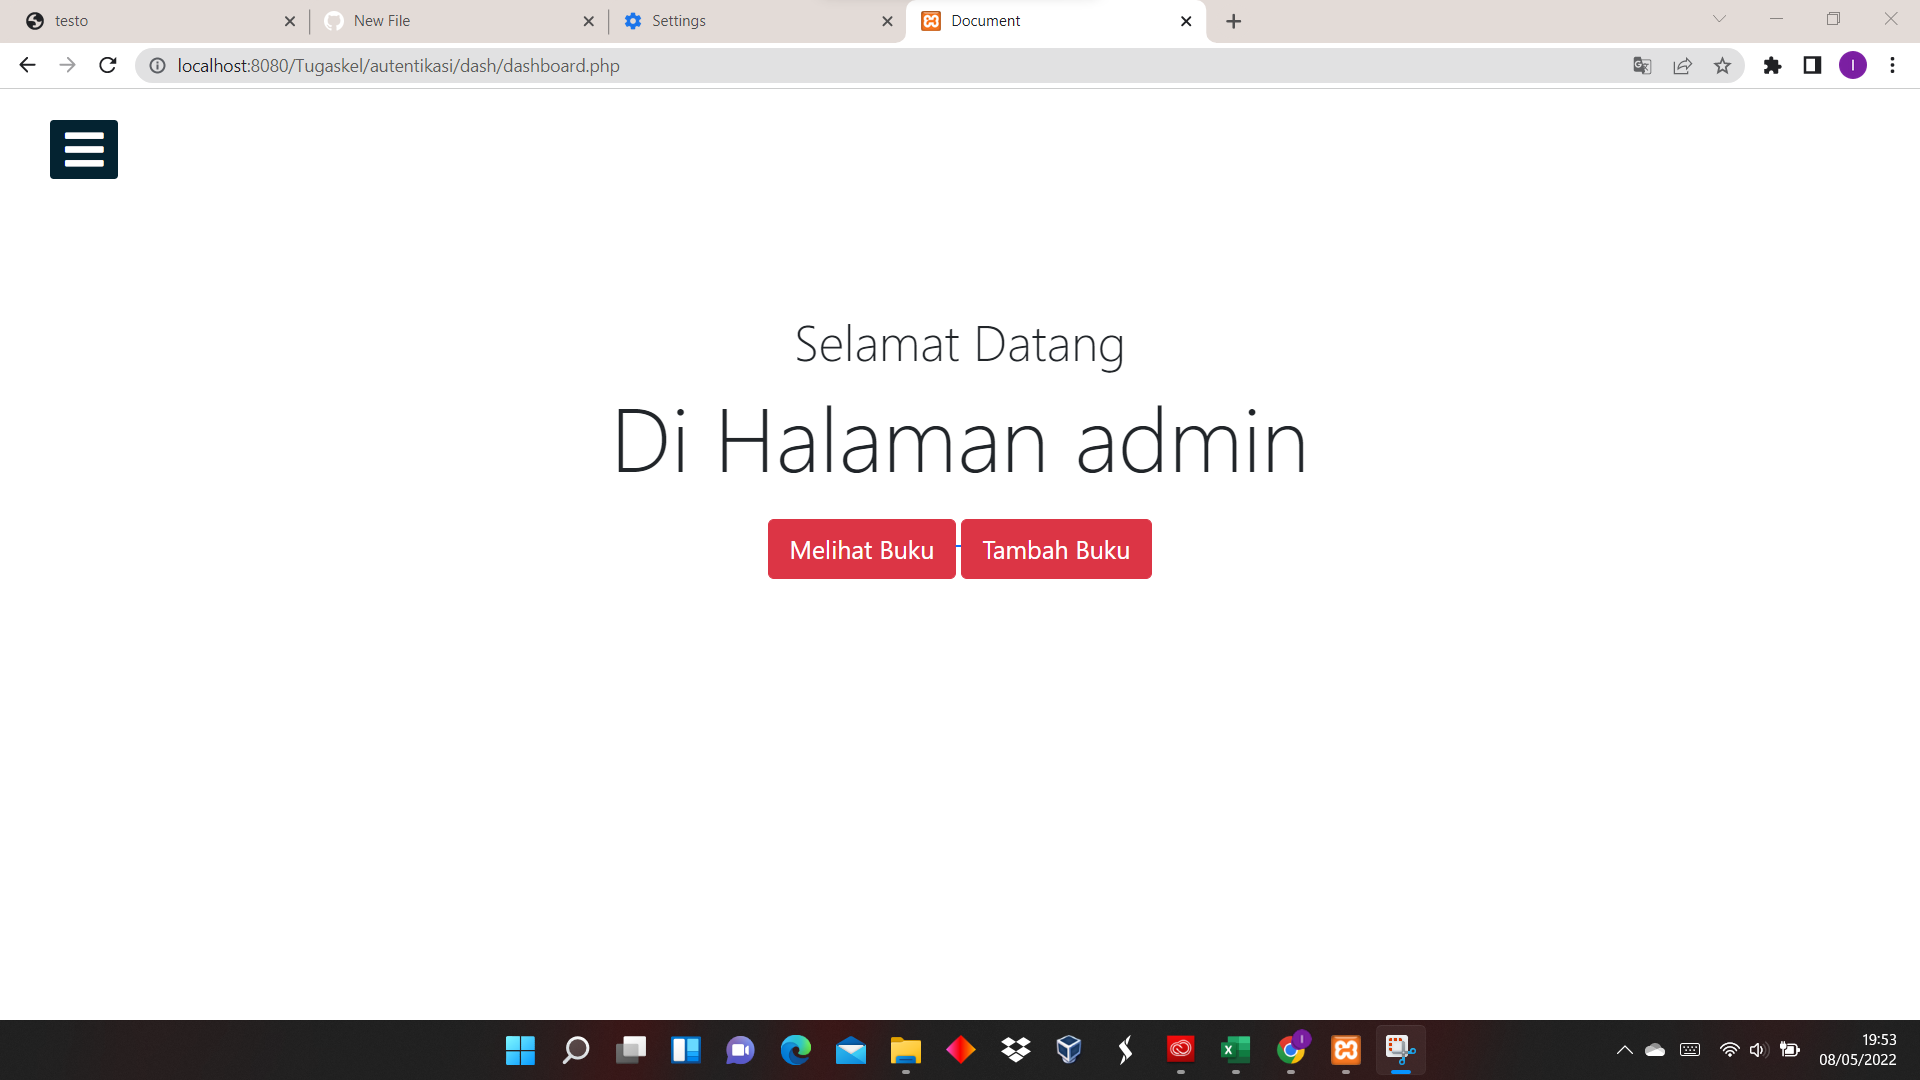 testo
New File
Settings
Document
localhost:8080/Tugaskel/autentikasi/dash/dashboard.php
I
Selamat Datang
Di Halaman admin
Melihat Buku
Tambah Buku
I
19:53
08/05/2022